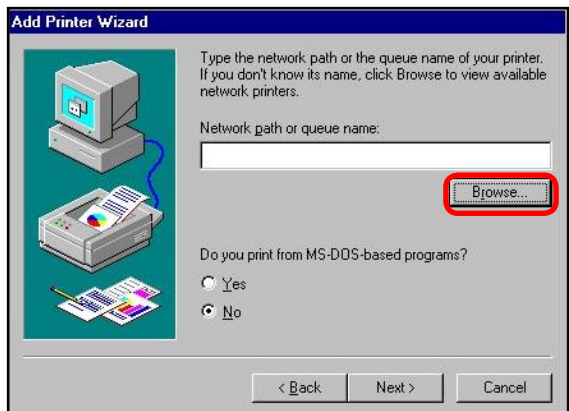 Add Printer Wizard
Type the network path or the queue name of your printer.
If you don't know its name, click Browse to view available
network printers.
Network path or queue name:
Browse...
Do you print from MS-DOS-based programs?
Yes
No
< Back
Next >
Cancel